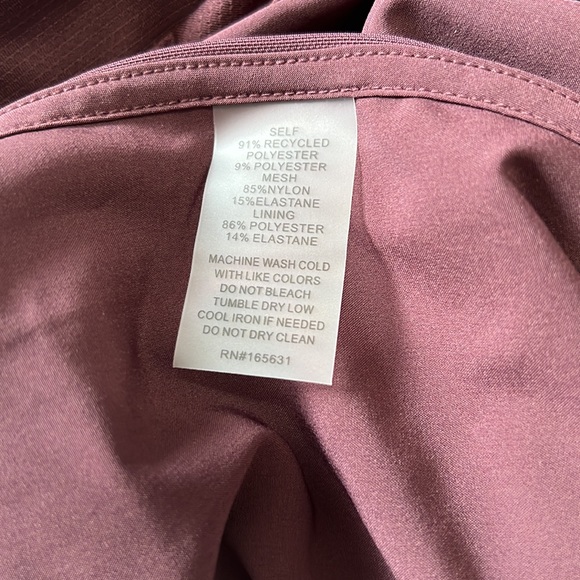 SELF
91% RECYCLED
POLYESTER
9% POLYESTER
MESH
85%NYLON
15%ELASTANE
LINING
86% POLYESTER
14% ELASTANE
MACHINE WASH COLD
WITH LIKE COLORS
DO NOT BLEACH
TUMBLE DRY LOW
COOL IRON IF NEEDED
DO NOT DRY CLEAN
RN#165631